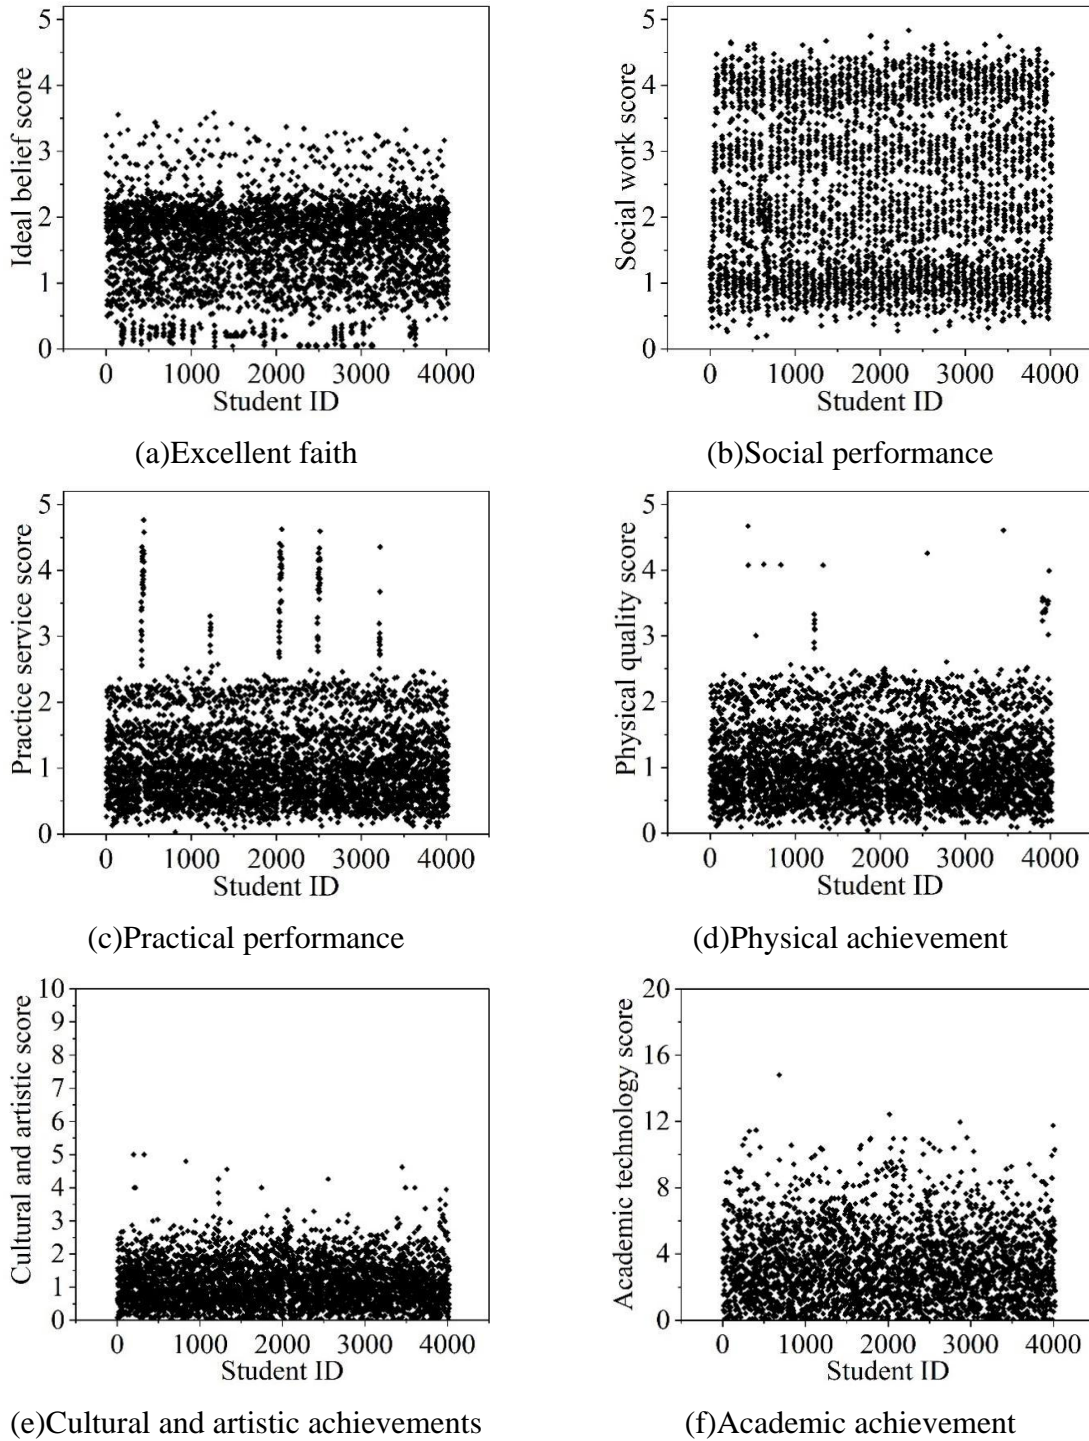 Ideal belief score
5
4
3
2
1
0
0 1000 2000 3000 4000
Student ID
(a)Excellent faith
Social work score
5
4
3
2
1
0
0 1000 2000 3000 4000
Student ID
(b)Social performance
Practice service score
5
4
3
2
1
0
0 1000 2000 3000 4000
Student ID
(c)Practical performance
Physical quality score
5
4
3
2
1
0
0 1000 2000 3000 4000
Student ID
(d)Physical achievement
Cultural and artistic score
10
9
8
7
6
5
4
3
2
1
0
0 1000 2000 3000 4000
Student ID
(e)Cultural and artistic achievements
Academic technology score
20
16
12
8
4
0
0 1000 2000 3000 4000
Student ID
(f)Academic achievement